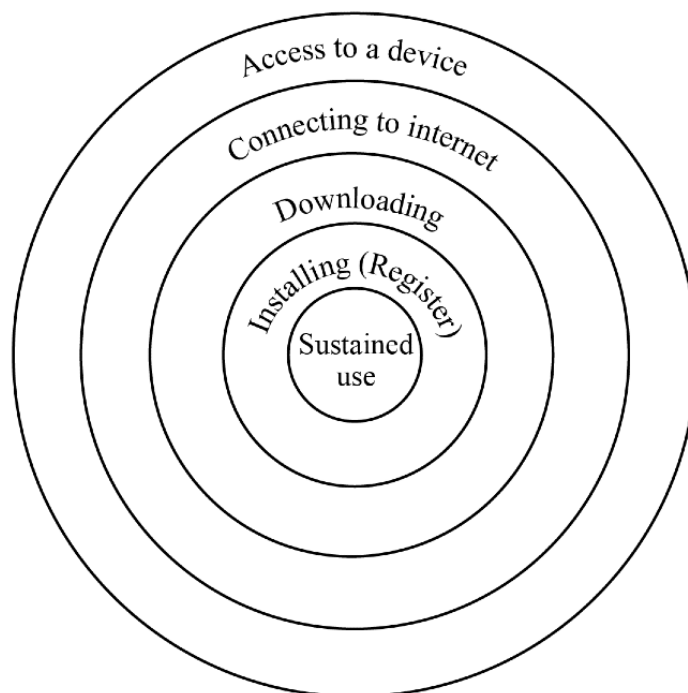 Access to a device
Connecting to internet
Downloading
Installing (Register)
Sustained
use